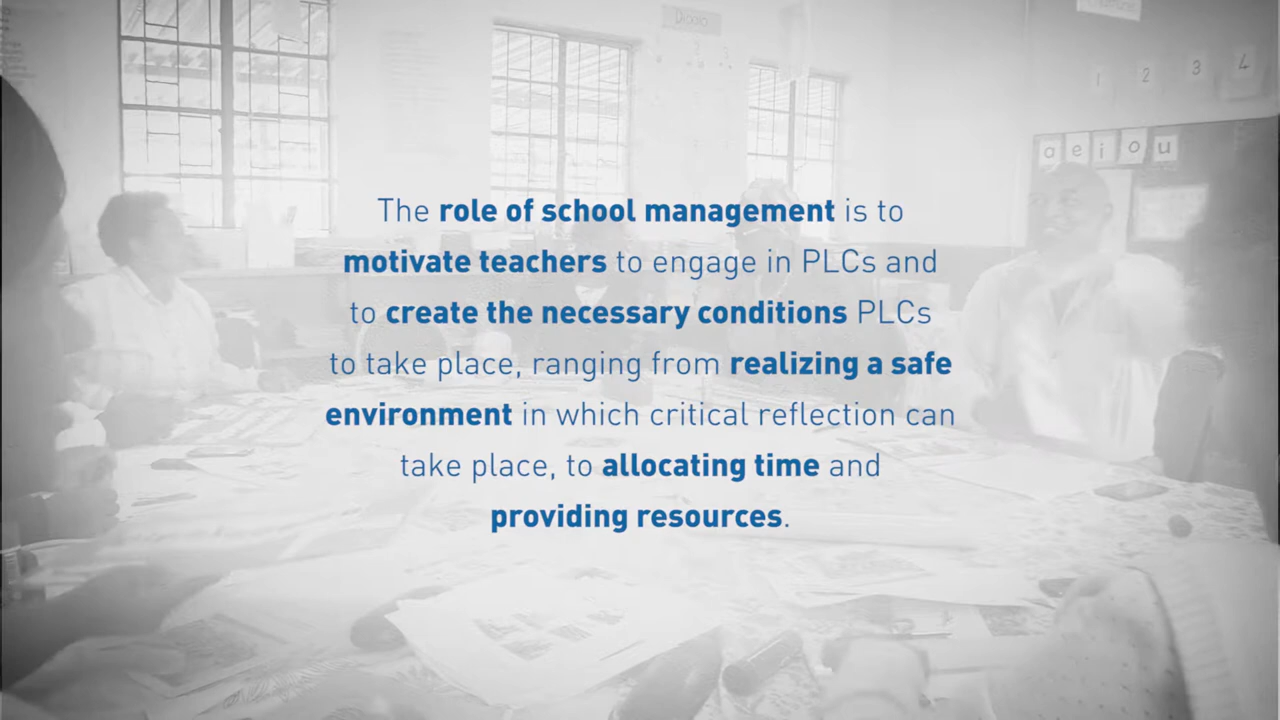 Diboio
1 2 3 4
a e i o u
The role of school management is to
motivate teachers to engage in PLCs and
to create the necessary conditions PLCs
to take place, ranging from realizing a safe
environment in which critical reflection can
take place, to allocating time and
providing resources.